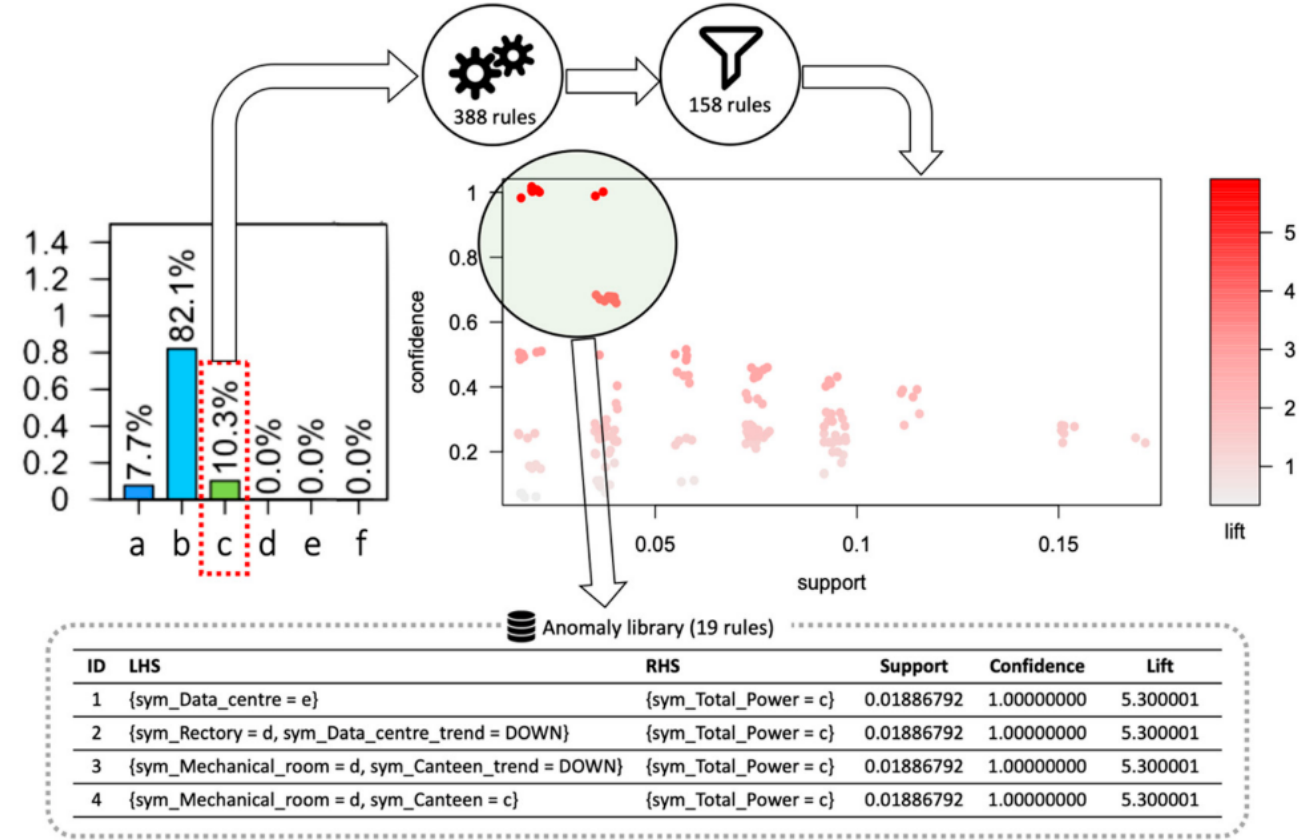 388 rules
158 rules
1.4
1.2
1
0.8
0.6
0.4
0.2
0
7.7%
82.1%
10.3%
0.0%
0.0%
0.0%
a b c d e f
confidence
1
0.8
0.6
0.4
0.2
0.05 0.1 0.15
support
5
4
3
2
1
lift
Anomaly library (19 rules)
ID LHS RHS Support Confidence Lift
1 {sym_Data_centre = e} {sym_Total_Power = c} 0.01886792 1.00000000 5.300001
2 {sym_Rectory = d, sym_Data_centre_trend = DOWN} {sym_Total_Power = c} 0.01886792 1.00000000 5.300001
3 {sym_Mechanical_room = d, sym_Canteen_trend = DOWN} {sym_Total_Power = c} 0.01886792 1.00000000 5.300001
4 {sym_Mechanical_room = d, sym_Canteen = c} {sym_Total_Power = c} 0.01886792 1.00000000 5.300001